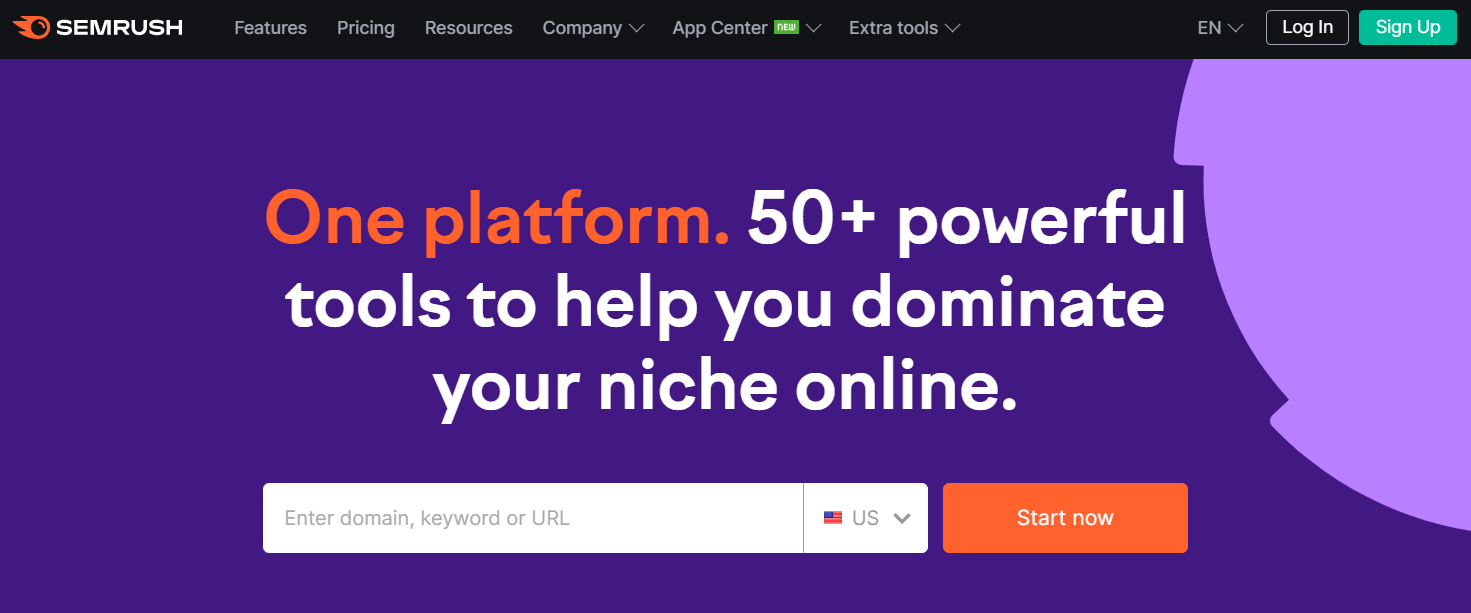 SEMRUSH Features Pricing Resources Company App Center NEW Extra tools EN Log In Sign Up
One platform. 50+ powerful
tools to help you dominate
your niche online.
Enter domain, keyword or URL US Start now